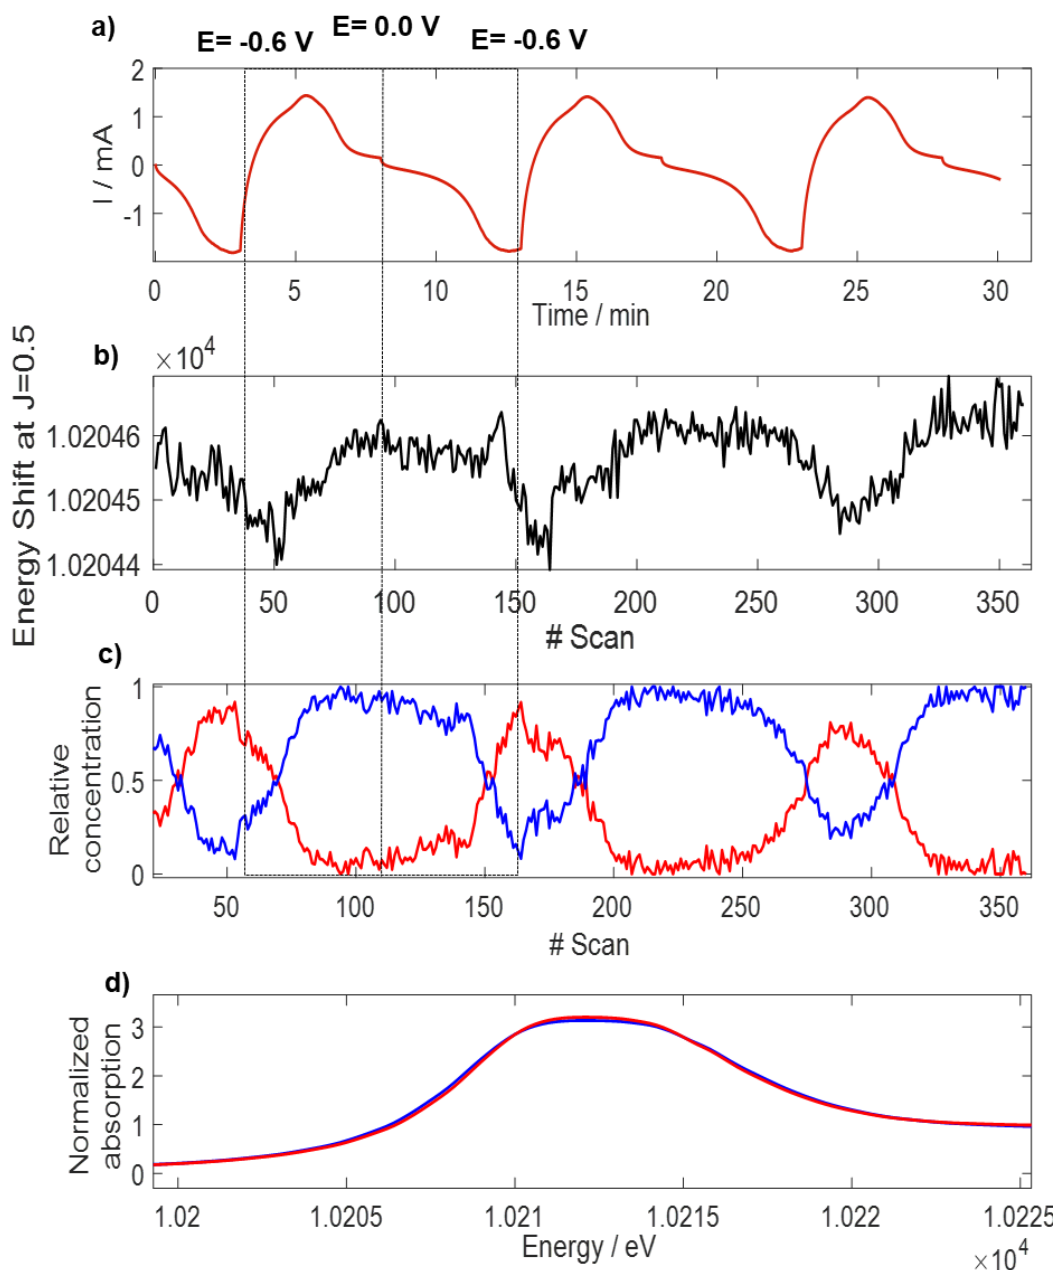 a)
E= -0.6 V
E= 0.0 V
E= -0.6 V
2
1
0
-1
I / mA
0
5
10
15
20
25
30
Time / min
b)
×10⁴
1.02046
1.02045
1.02044
Energy Shift at J=0.5
0
50
100
150
200
250
300
350
# Scan
c)
1
0.5
0
Relative
concentration
50
100
150
200
250
300
350
# Scan
d)
3
2
1
0
Normalized
absorption
1.02
1.0205
1.021
1.0215
1.022
1.0225
Energy / eV
×10⁴